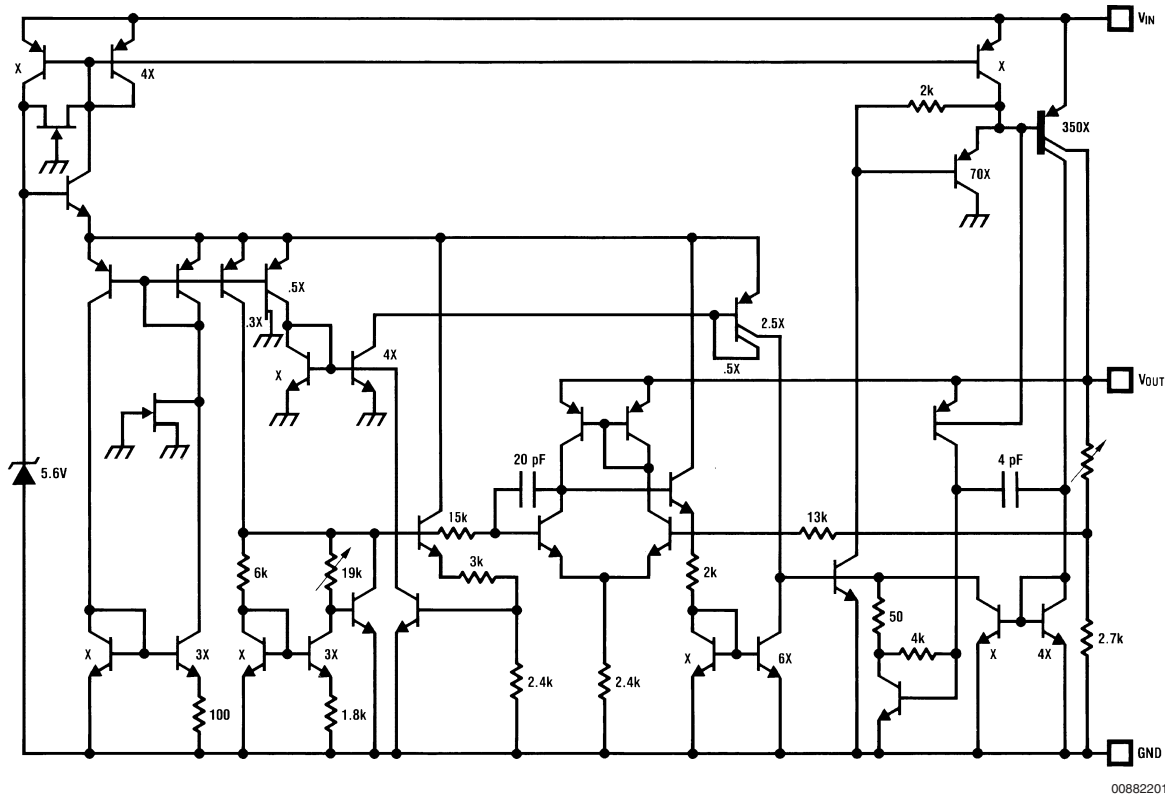 VIN
X
4X
X
2k
350X
70X
.5X
.3X
2.5X
4X
X
.5X
VOUT
5.6V
20 pF
4 pF
15k
13k
3k
6k
19k
2k
50
4k
X
3X
X
3X
X
6X
X
4X
2.7k
100
1.8k
2.4k
2.4k
GND
00882201